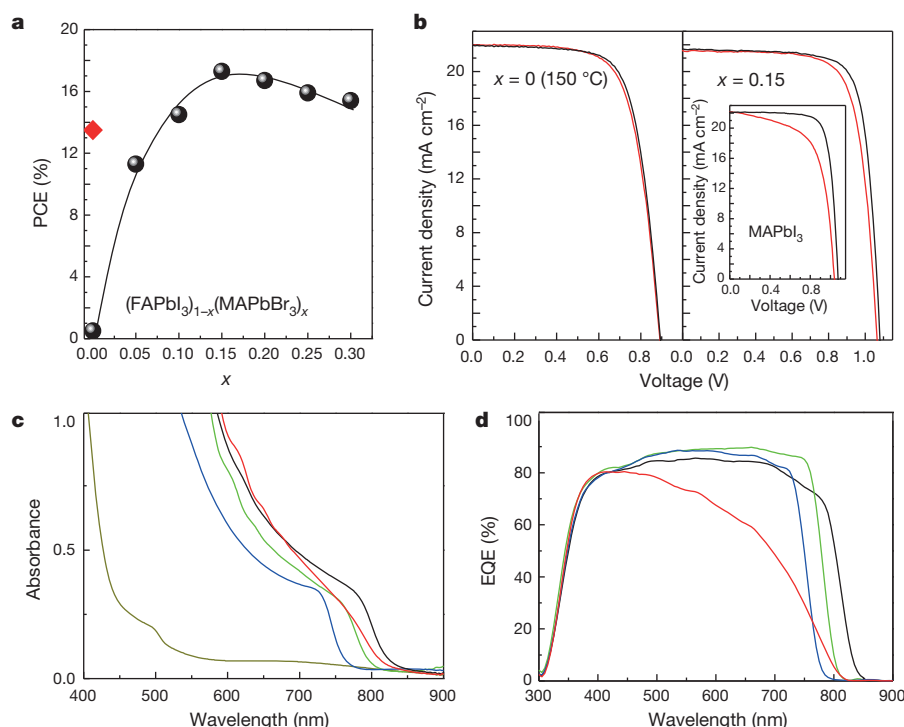 a
PCE (%)
20
16
12
8
4
0
(FAPbI3)1–x(MAPbBr3)x
0.00 0.05 0.10 0.15 0.20 0.25 0.30
x
b
Current density (mA cm–2)
20
16
12
8
4
0
x = 0 (150 °C)
x = 0.15
Current density (mA cm–2)
20
16
12
8
4
0
MAPbI3
0.0 0.4 0.8
Voltage (V)
0.0 0.2 0.4 0.6 0.8 0.0 0.2 0.4 0.6 0.8 1.0
Voltage (V)
c
Absorbance
1.0
0.5
0
400 500 600 700 800 900
Wavelength (nm)
d
EQE (%)
100
80
60
40
20
0
300 400 500 600 700 800 900
Wavelength (nm)